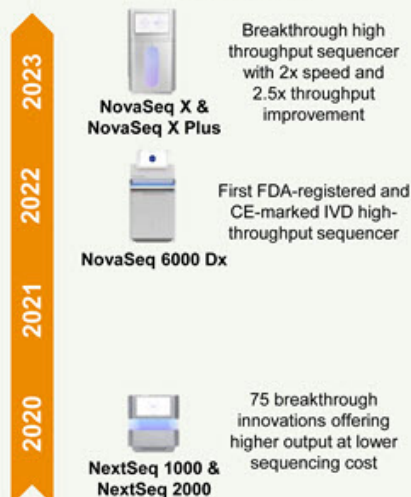 2023
NovaSeq X &
NovaSeq X Plus
Breakthrough high
throughput sequencer
with 2x speed and
2.5x throughput
improvement
2022
NovaSeq 6000 Dx
First FDA-registered and
CE-marked IVD high-
throughput sequencer
2021
2020
NextSeq 1000 &
NextSeq 2000
75 breakthrough
innovations offering
higher output at lower
sequencing cost